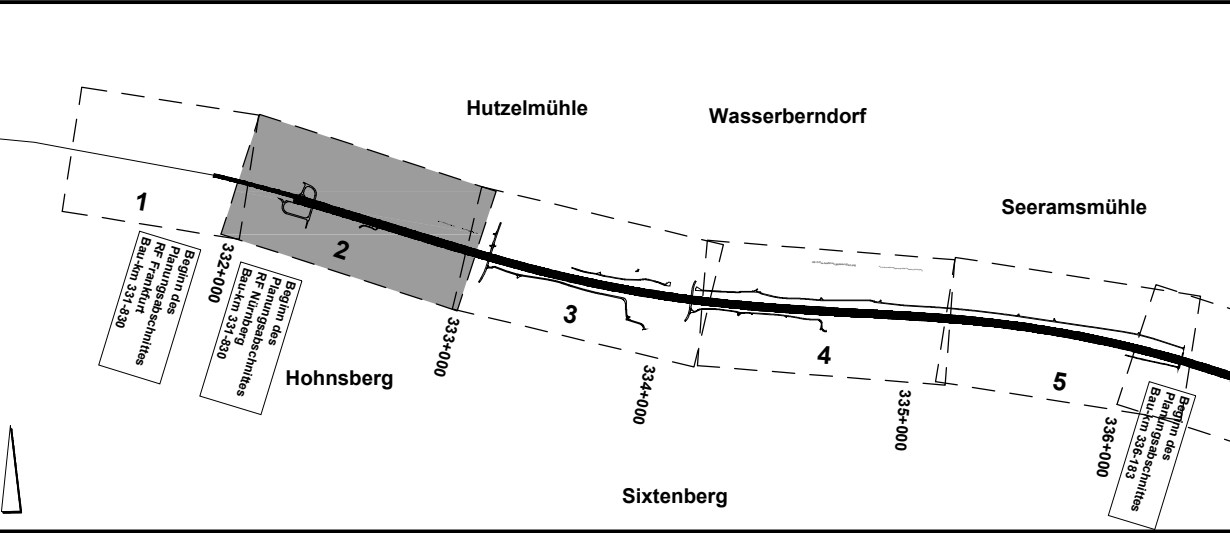 Hutzelmühle
Wasserberndorf
Seeramsmühle
1
2
3
4
5
332+000
333+000
334+000
335+000
336+000
Beginn des
Planungsabschnittes
RF Frankfurt
Bau-km 331-830
Beginn des
Planungsabschnittes
RF Nürnberg
Bau-km 331-830
Hohnsberg
Sixtenberg
Beginn des
Planungsabschnittes
Bau-km 336-183